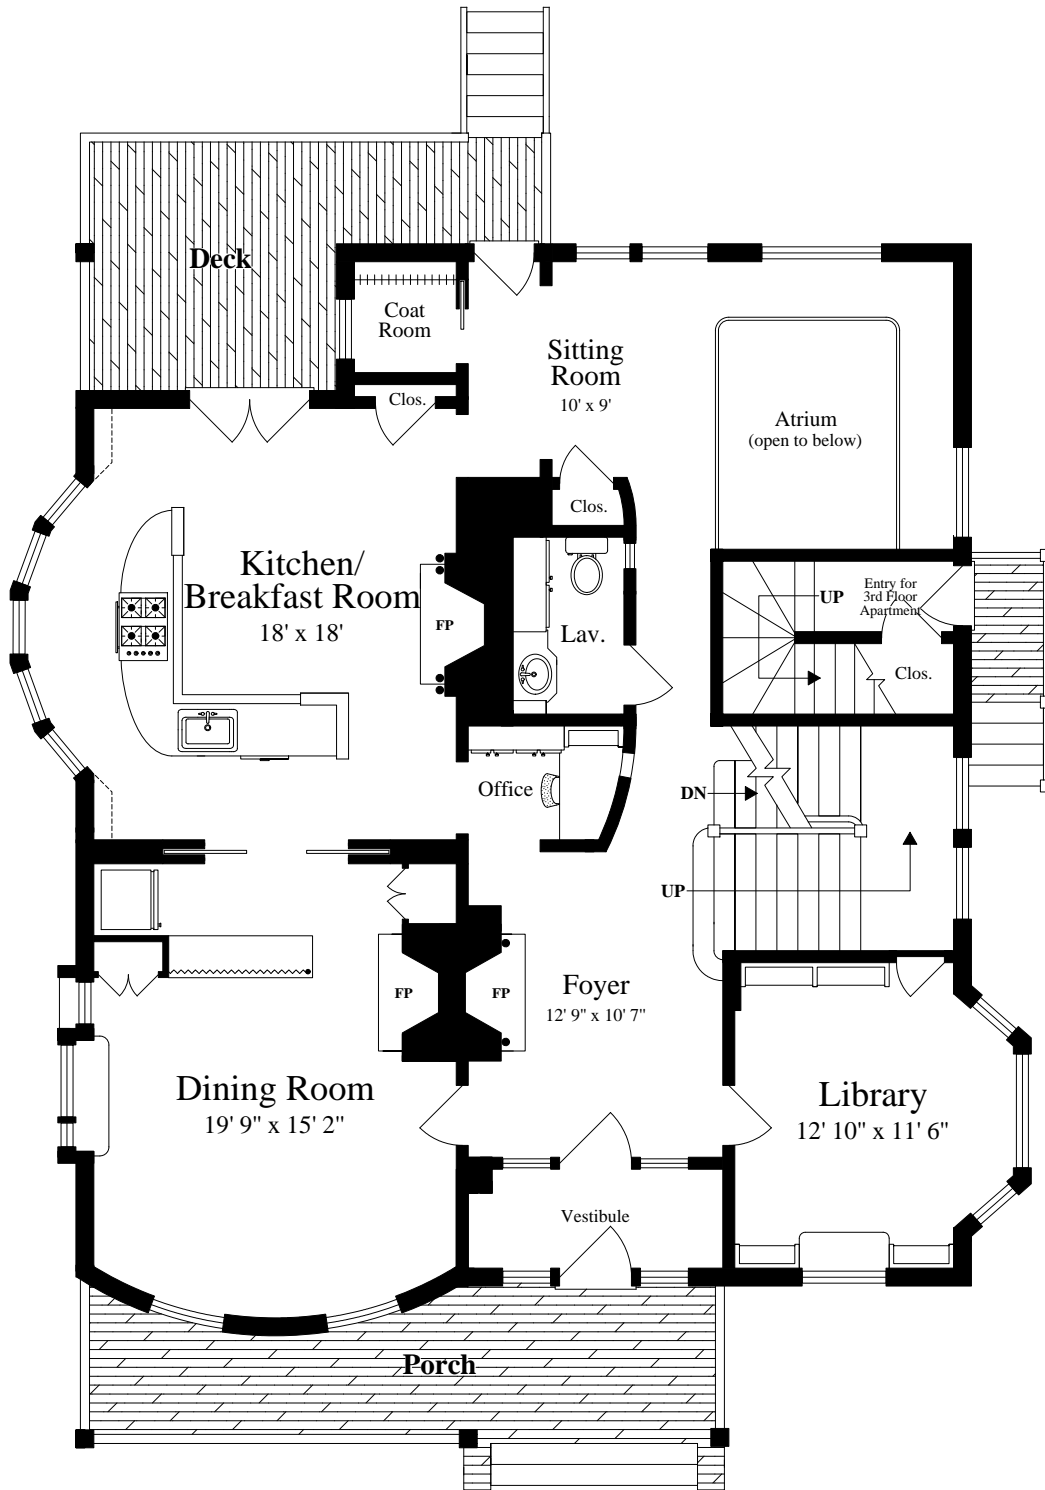 Deck
Coat
Room
Sitting
Room
10' x 9'
Clos.
Atrium
(open to below)
Clos.
Kitchen/
Breakfast Room
18' x 18'
FP
Lav.
UP
Entry for
3rd Floor
Apartment
Clos.
Office
DN
UP
FP
FP
Foyer
12' 9" x 10' 7"
Dining Room
19' 9" x 15' 2"
Library
12' 10" x 11' 6"
Vestibule
Porch